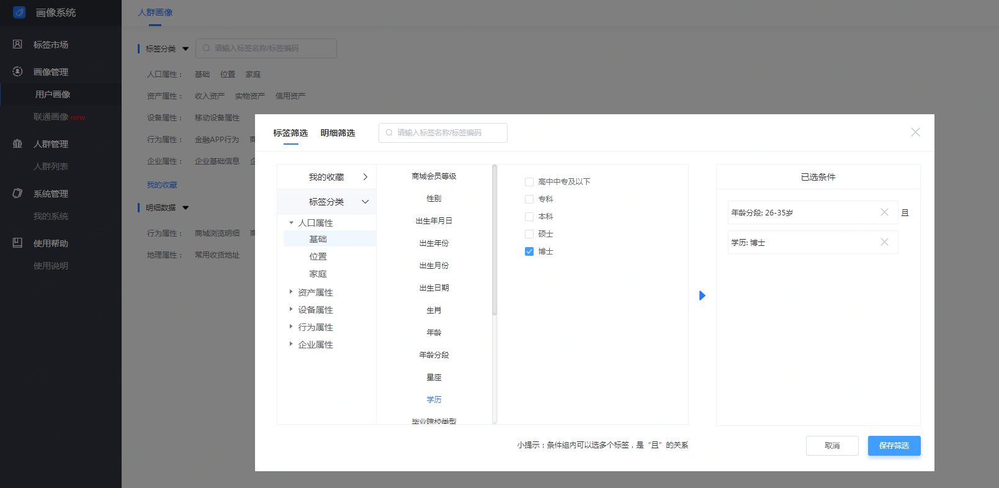 画像系统
标签市场
画像管理
用户画像
联通画像 new
人群管理
人群列表
系统管理
我的系统
使用帮助
使用说明
人群画像
标签分类
请输入标签名称/标签编码
人口属性： 基础 位置 家庭
资产属性： 收入资产 实物资产 信用资产
设备属性： 移动设备属性
行为属性： 金融APP行为
企业属性： 企业基础信息
我的收藏
明细数据
行为属性： 商城浏览明细
地理属性： 常用收货地址
标签筛选 明细筛选
请输入标签名称/标签编码
我的收藏
标签分类
人口属性
基础
位置
家庭
资产属性
设备属性
行为属性
企业属性
商城会员等级
性别
出生年月日
出生年份
出生月份
出生日期
生肖
年龄
年龄分段
星座
学历
毕业院校类型
高中中专及以下
专科
本科
硕士
博士
已选条件
年龄分段: 26-35岁 且
学历: 博士
小提示：条件组内可以选多个标签，是“且”的关系
取消
保存筛选